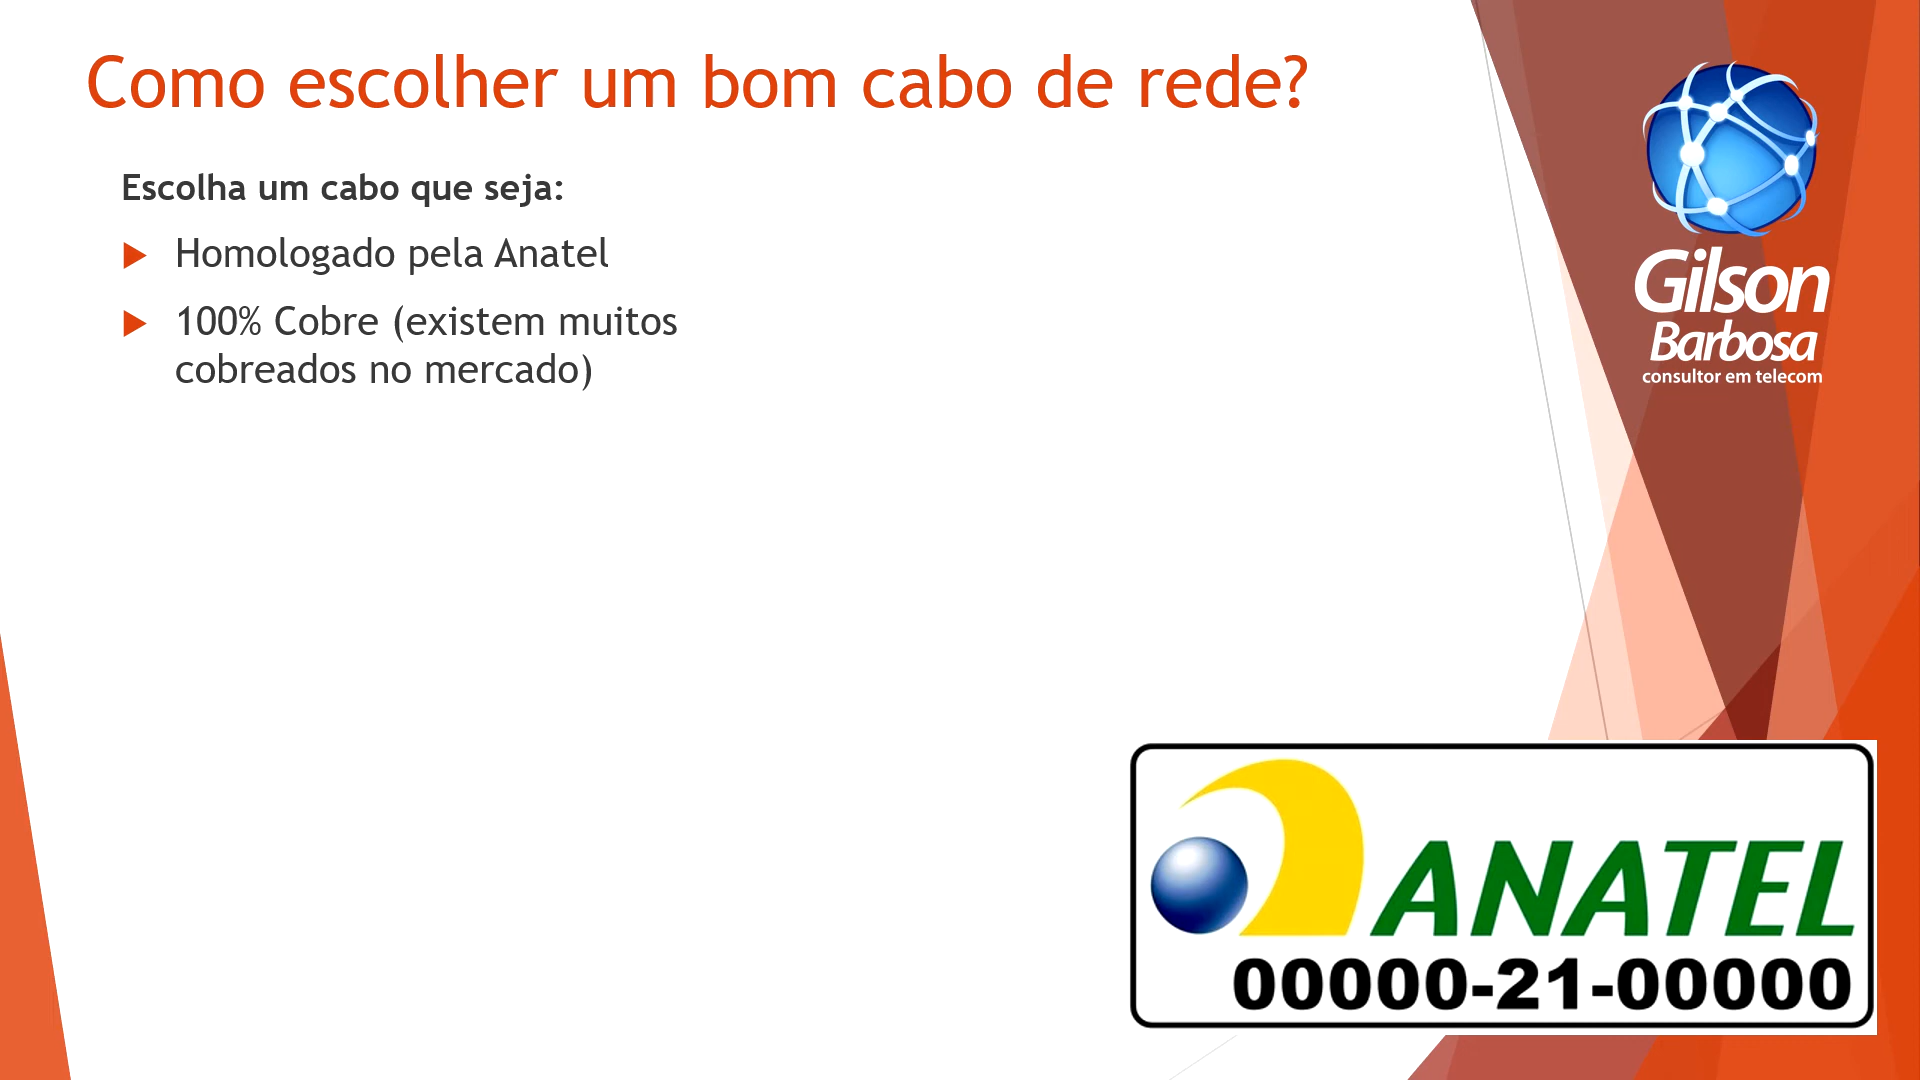 Como escolher um bom cabo de rede?
Escolha um cabo que seja:
Homologado pela Anatel
100% Cobre (existem muitos
cobreados no mercado)
Gilson
Barbosa
consultor em telecom
ANATEL
00000-21-00000